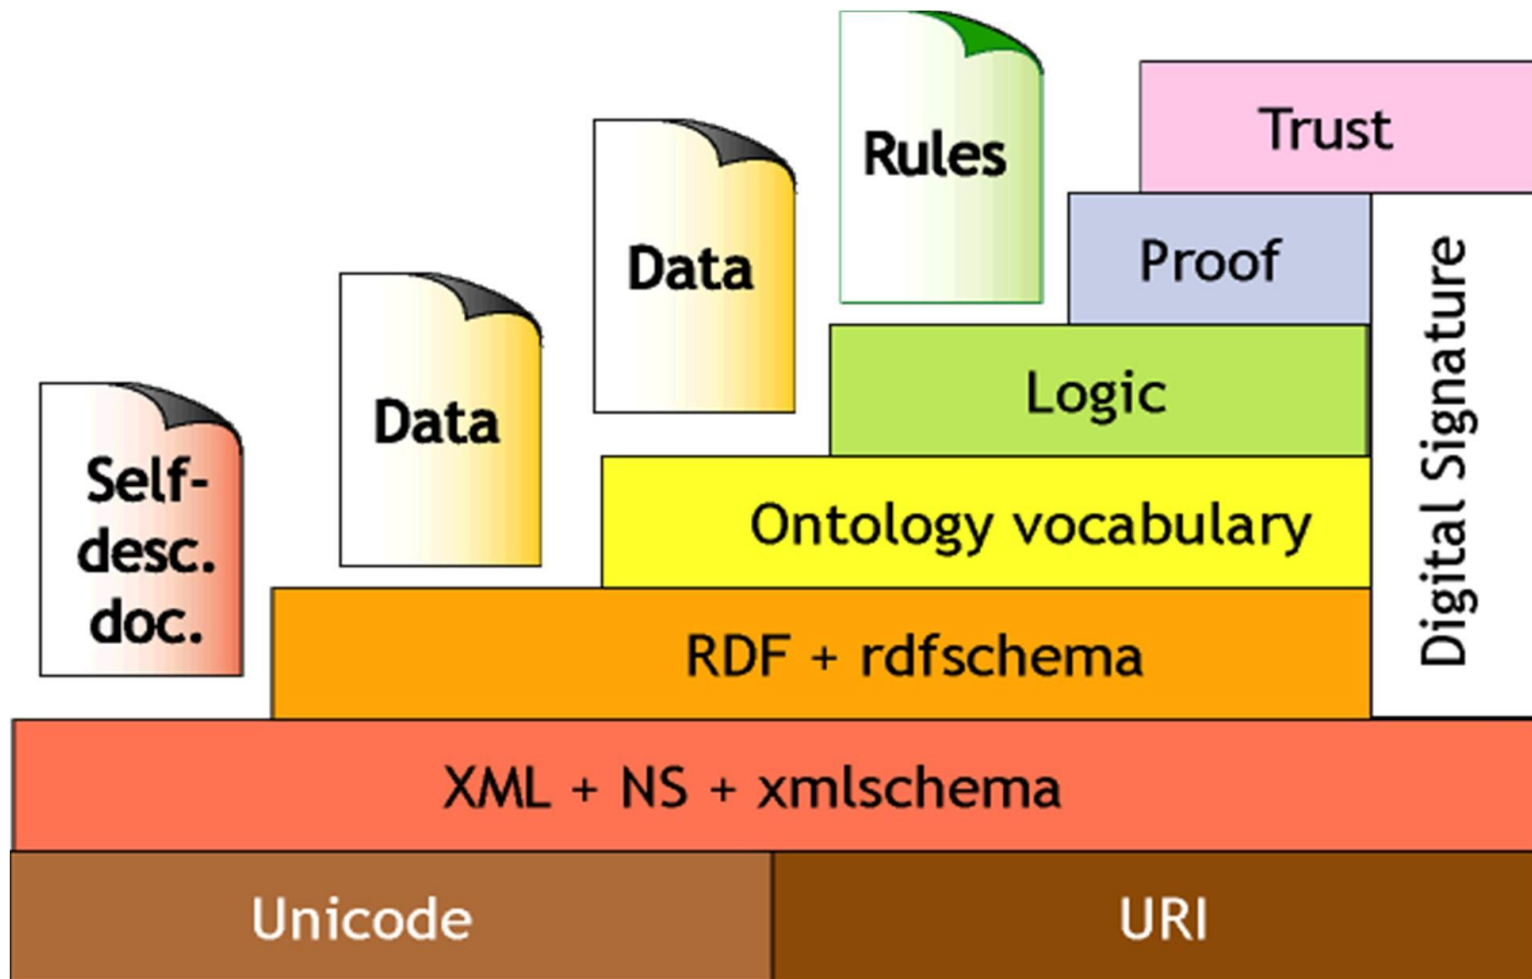 Rules
Trust
Data
Proof
Data
Logic
Self-
desc.
doc.
Ontology vocabulary
Digital Signature
RDF + rdfschema
XML + NS + xmlschema
Unicode
URI